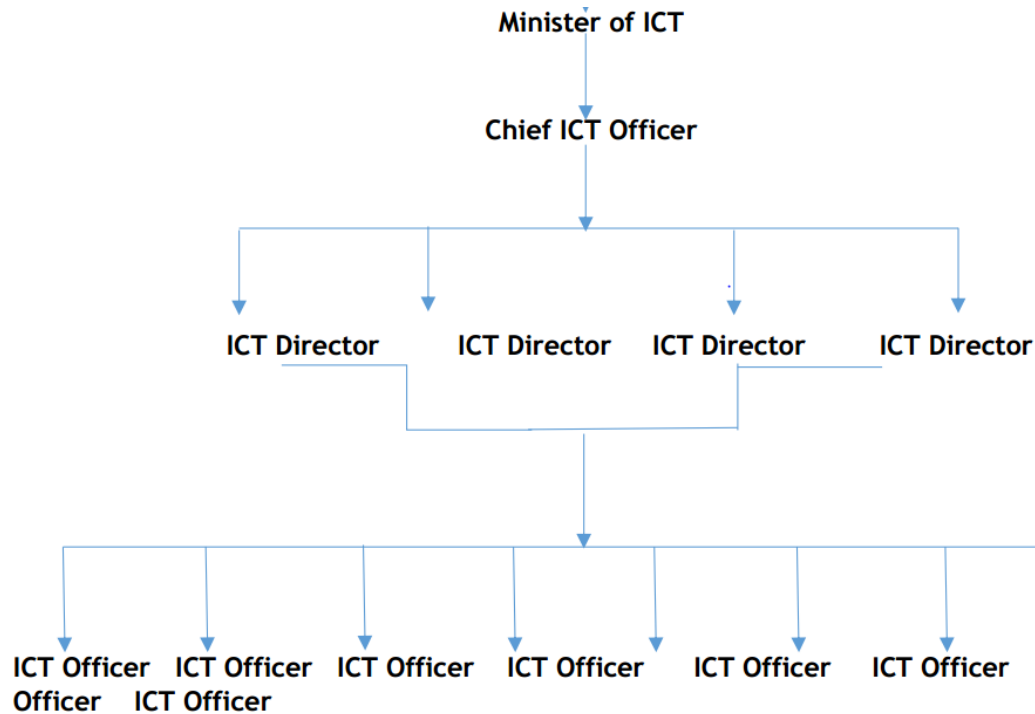 Minister of ICT
Chief ICT Officer
ICT Director ICT Director ICT Director ICT Director
ICT Officer ICT Officer ICT Officer ICT Officer ICT Officer ICT Officer
Officer ICT Officer